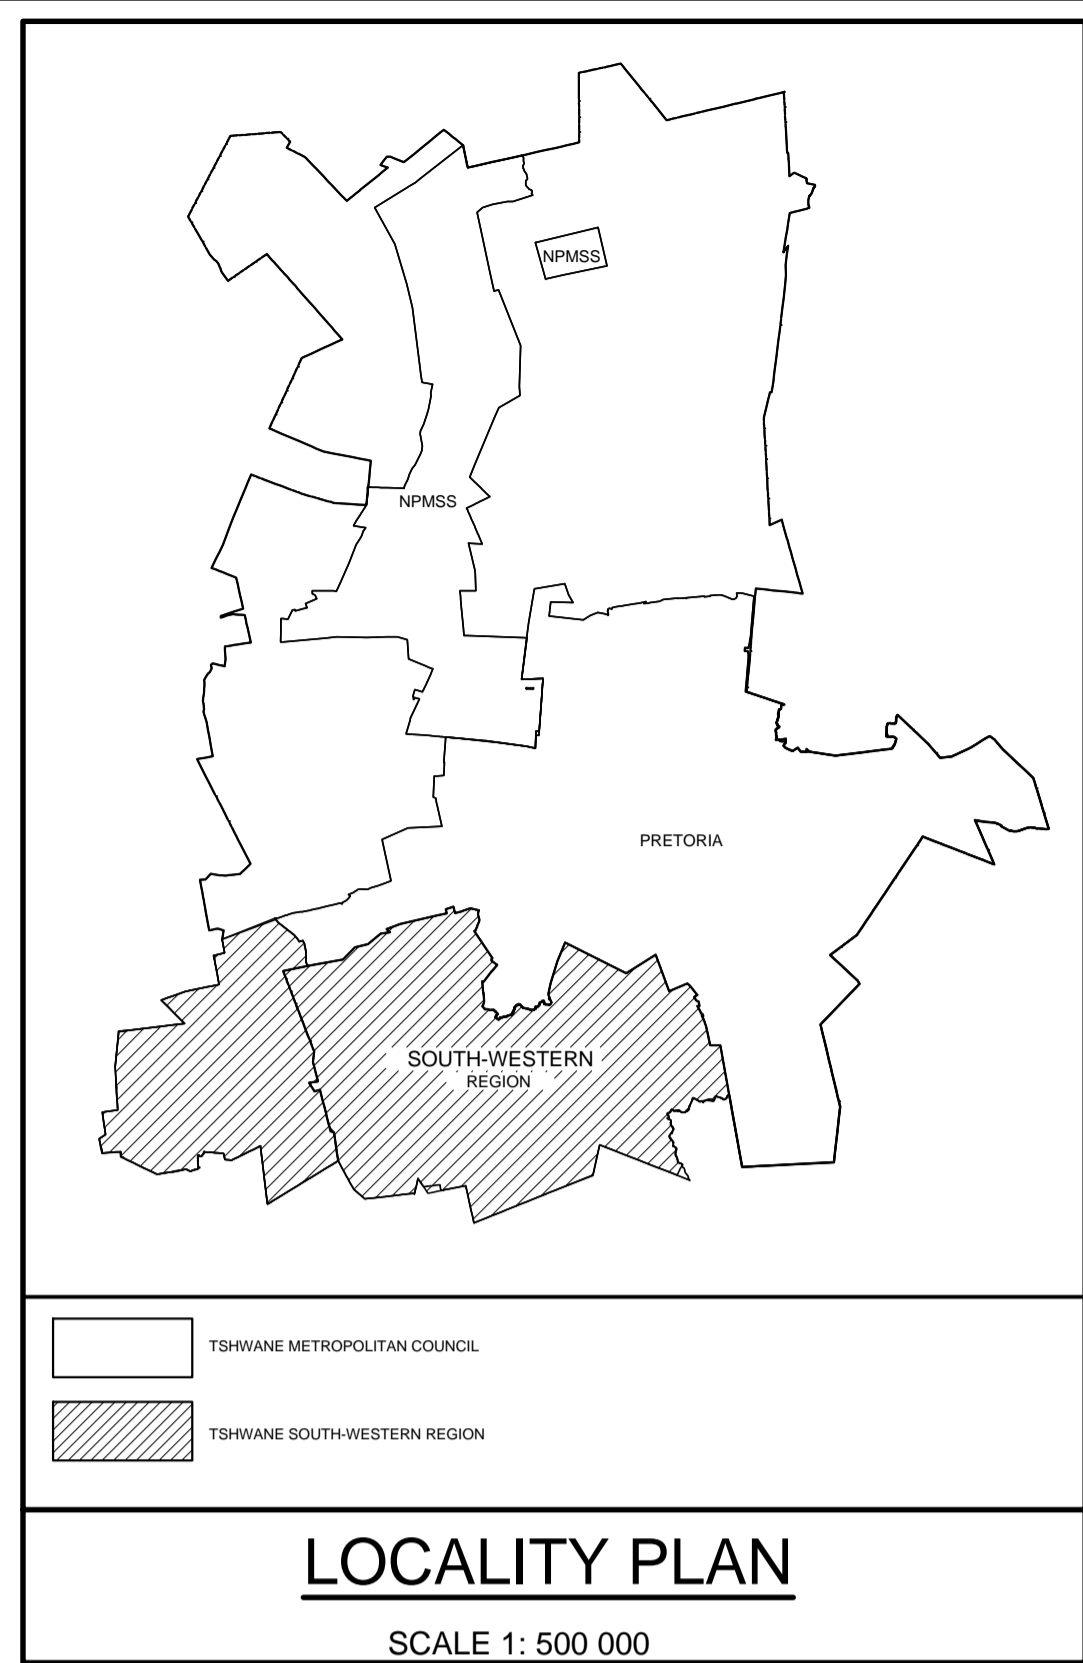 NPMSS
NPMSS
PRETORIA
SOUTH-WESTERN
REGION
TSHWANE METROPOLITAN COUNCIL
TSHWANE SOUTH-WESTERN REGION
LOCALITY PLAN
SCALE 1: 500 000